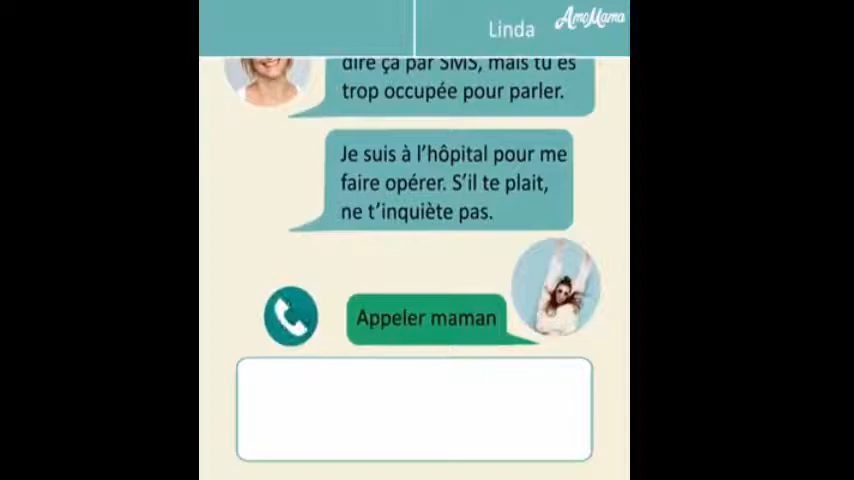 Linda
AmoMama
dire ça par SMS, mais tu es
trop occupée pour parler.
Je suis à l'hôpital pour me
faire opérer. S'il te plait,
ne t'inquiète pas.
Appeler maman